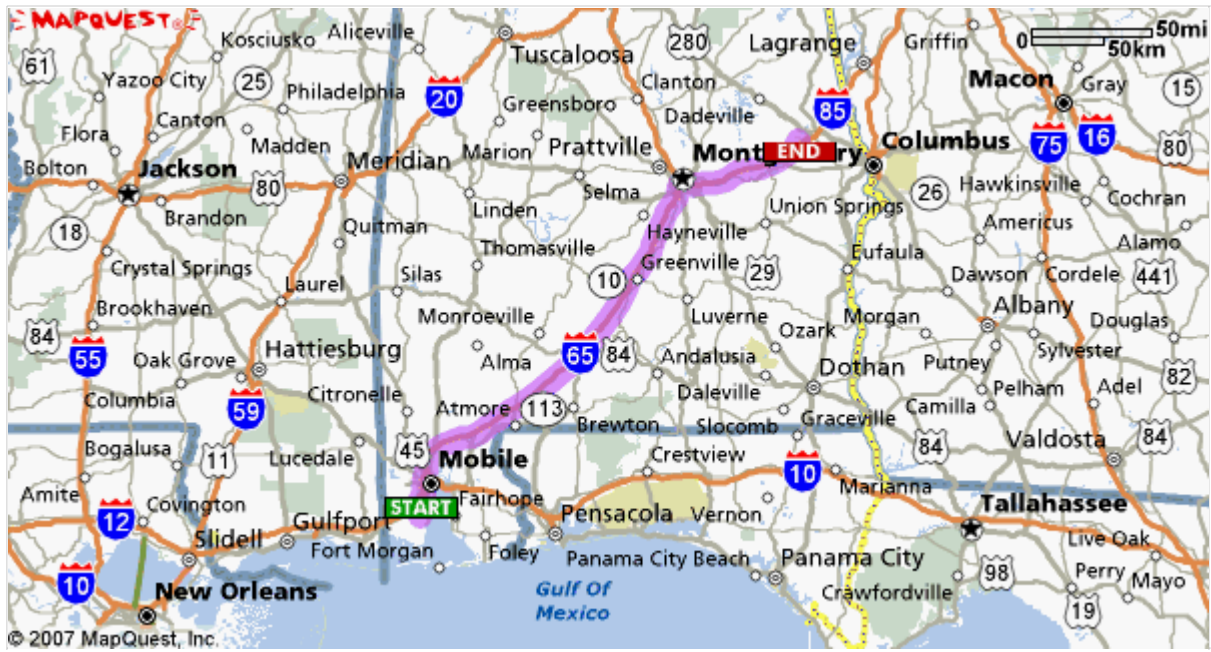 MAPQUEST®
61
Kosciusko
Aliceville
Tuscaloosa
280
Lagrange
Griffin
0
50mi
50km
Yazoo City
25
Philadelphia
20
Greensboro
Clanton
Dadeville
85
Macon
Gray
15
Flora
Canton
Madden
Marion
Prattville
Columbus
75
16
Bolton
Jackson
Meridian
Montg
END
ry
80
Brandon
80
Selma
Hawkinsville
Cochran
18
Quitman
Linden
Union Springs
26
Americus
Thomasville
Hayneville
Eufaula
Alamo
Crystal Springs
Silas
10
Greenville
29
Dawson
Cordele
441
Laurel
Brookhaven
Monroeville
Luverne
Morgan
Albany
Douglas
84
55
Oak Grove
Hattiesburg
Alma
65
84
Ozark
Andalusia
Putney
Sylvester
Columbia
59
Citronelle
Atmore
113
Daleville
Dothan
Pelham
Adel
82
Brewton
Slocomb
Graceville
Camilla
Bogalusa
11
Lucedale
45
Mobile
Crestview
10
84
Valdosta
84
Amite
Covington
START
Fairhope
Marianna
12
Gulfport
Pensacola
Vernon
Tallahassee
Slidell
Fort Morgan
Foley
Panama City Beach
Panama City
Live Oak
10
New Orleans
Gulf Of
Mexico
Crawfordville
98
Perry
Mayo
19
© 2007 MapQuest, Inc.